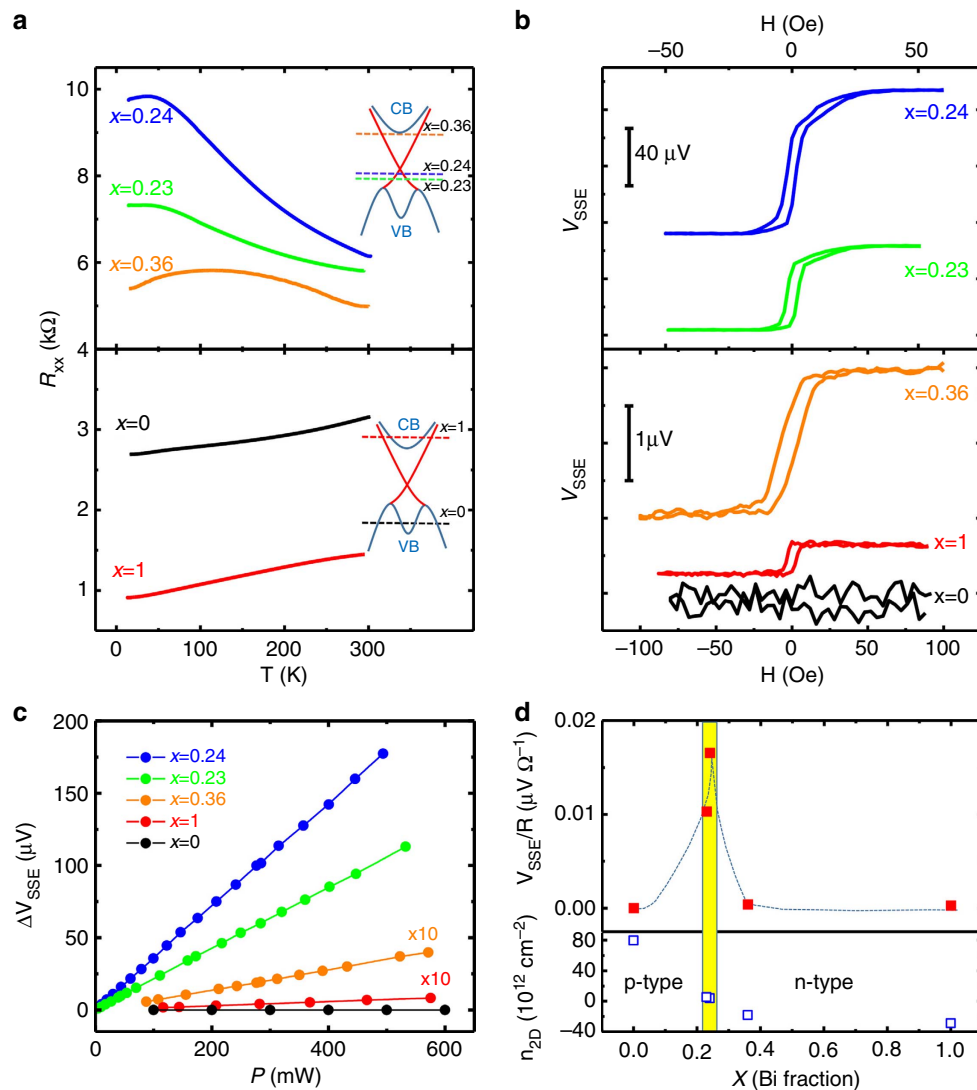 a
10
8
6
4
3
2
1
R_xx (kΩ)
x=0.24
x=0.23
x=0.36
x=0
x=1
CB
x=0.36
x=0.24
x=0.23
VB
CB
x=1
x=0
VB
0 100 200 300 400
T (K)
b
H (Oe)
−50 0 50
x=0.24
40 μV
V_SSE
x=0.23
x=0.36
1μV
V_SSE
x=1
x=0
−100 −50 0 50 100
H (Oe)
c
200
150
100
50
0
ΔV_SSE (μV)
x=0.24
x=0.23
x=0.36
x=1
x=0
x10
x10
0 200 400 600
P (mW)
d
0.02
0.01
0.00
V_SSE/R (μV Ω⁻¹)
80
40
0
−40
n_2D (10¹² cm⁻²)
p-type n-type
0.0 0.2 0.4 0.6 0.8 1.0
X (Bi fraction)